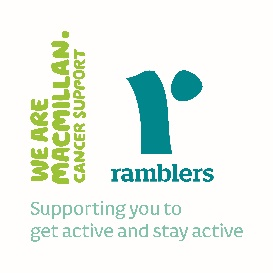 WE ARE
MACMILLAN.
CANCER SUPPORT
r
ramblers
Supporting you to
get active and stay active